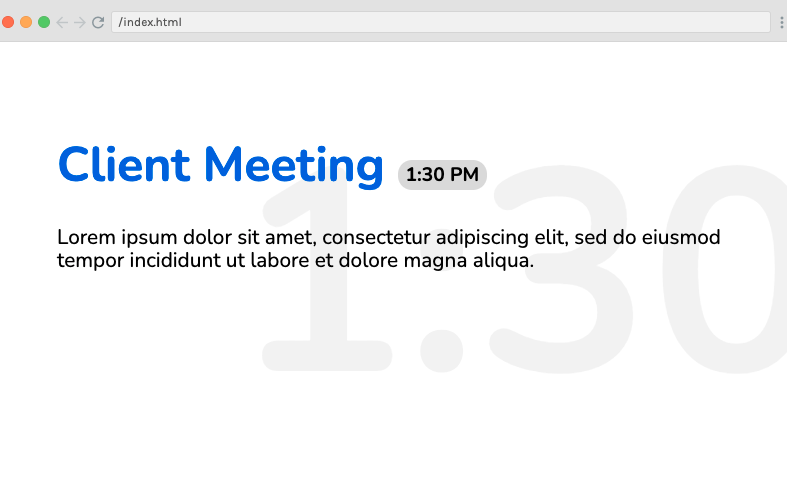 /index.html
Client Meeting 1:30 PM
Lorem ipsum dolor sit amet, consectetur adipiscing elit, sed do eiusmod
tempor incididunt ut labore et dolore magna aliqua.
1:30